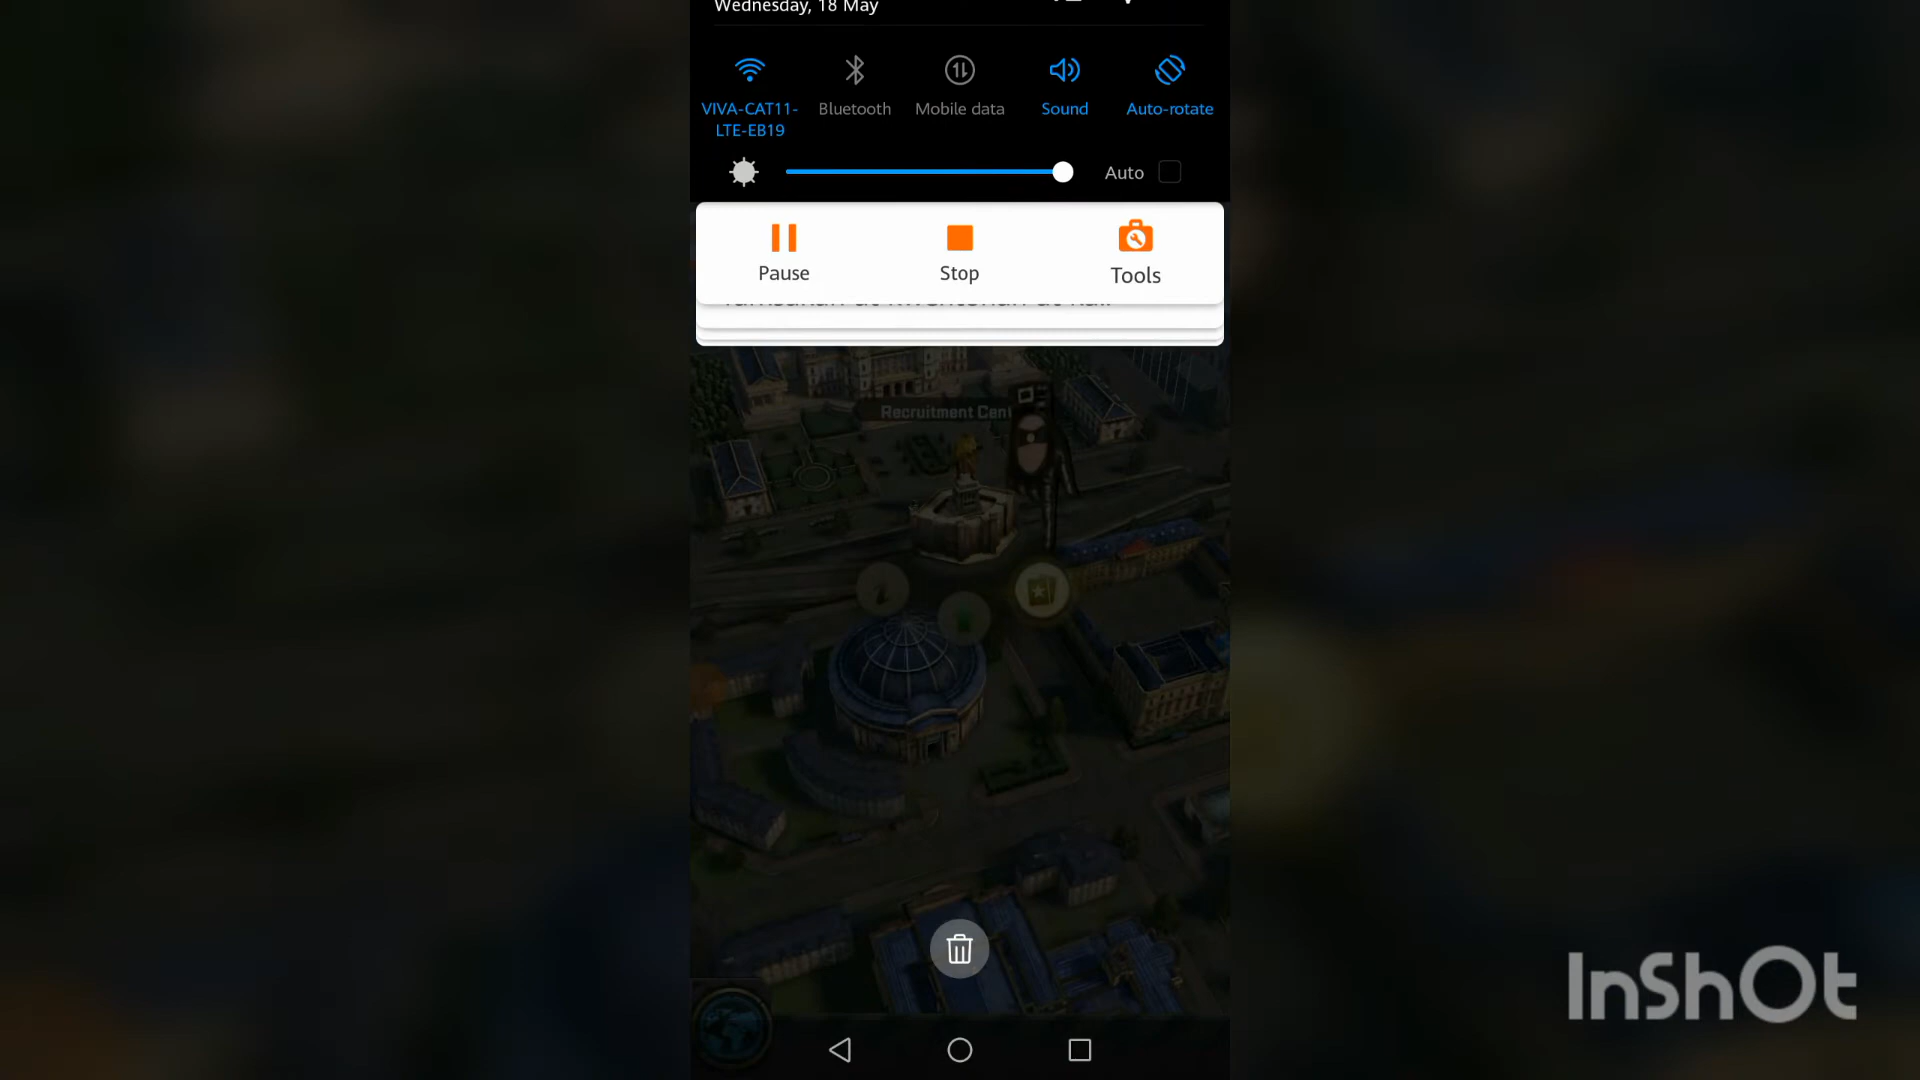 Wednesday, 18 May
VIVA-CAT11-
LTE-EB19
Bluetooth
Mobile data
Sound
Auto-rotate
Auto
Pause
Stop
Tools
Recruitment Cent
InShOt